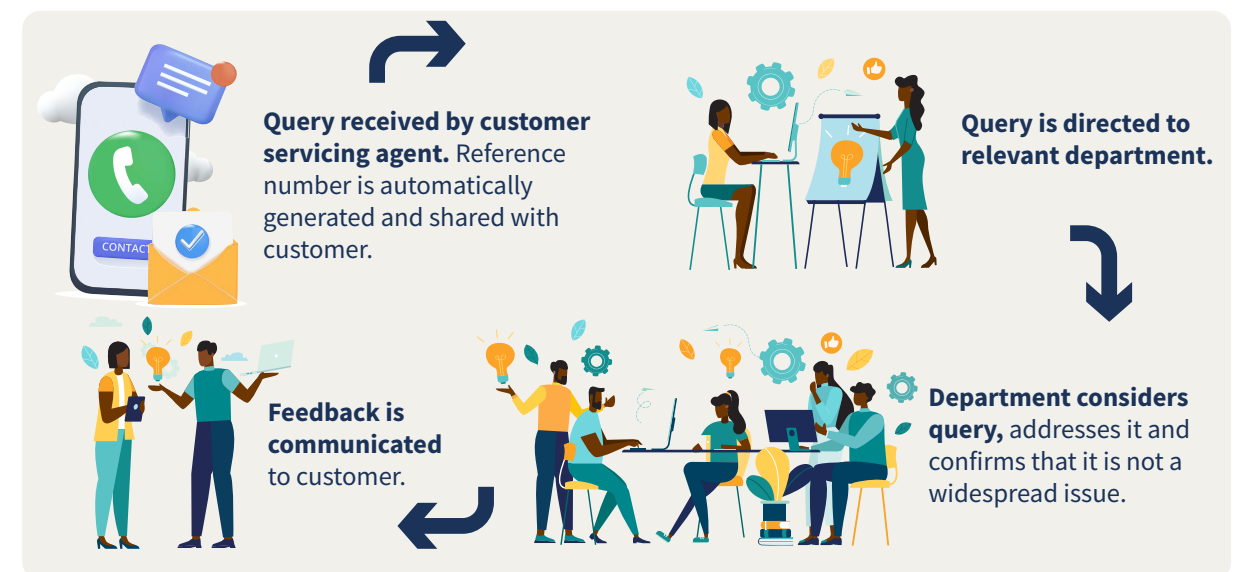 Query received by customer
servicing agent. Reference
number is automatically
generated and shared with
customer.
CONTACT
Query is directed to
relevant department.
Department considers
query, addresses it and
confirms that it is not a
widespread issue.
Feedback is
communicated
to customer.